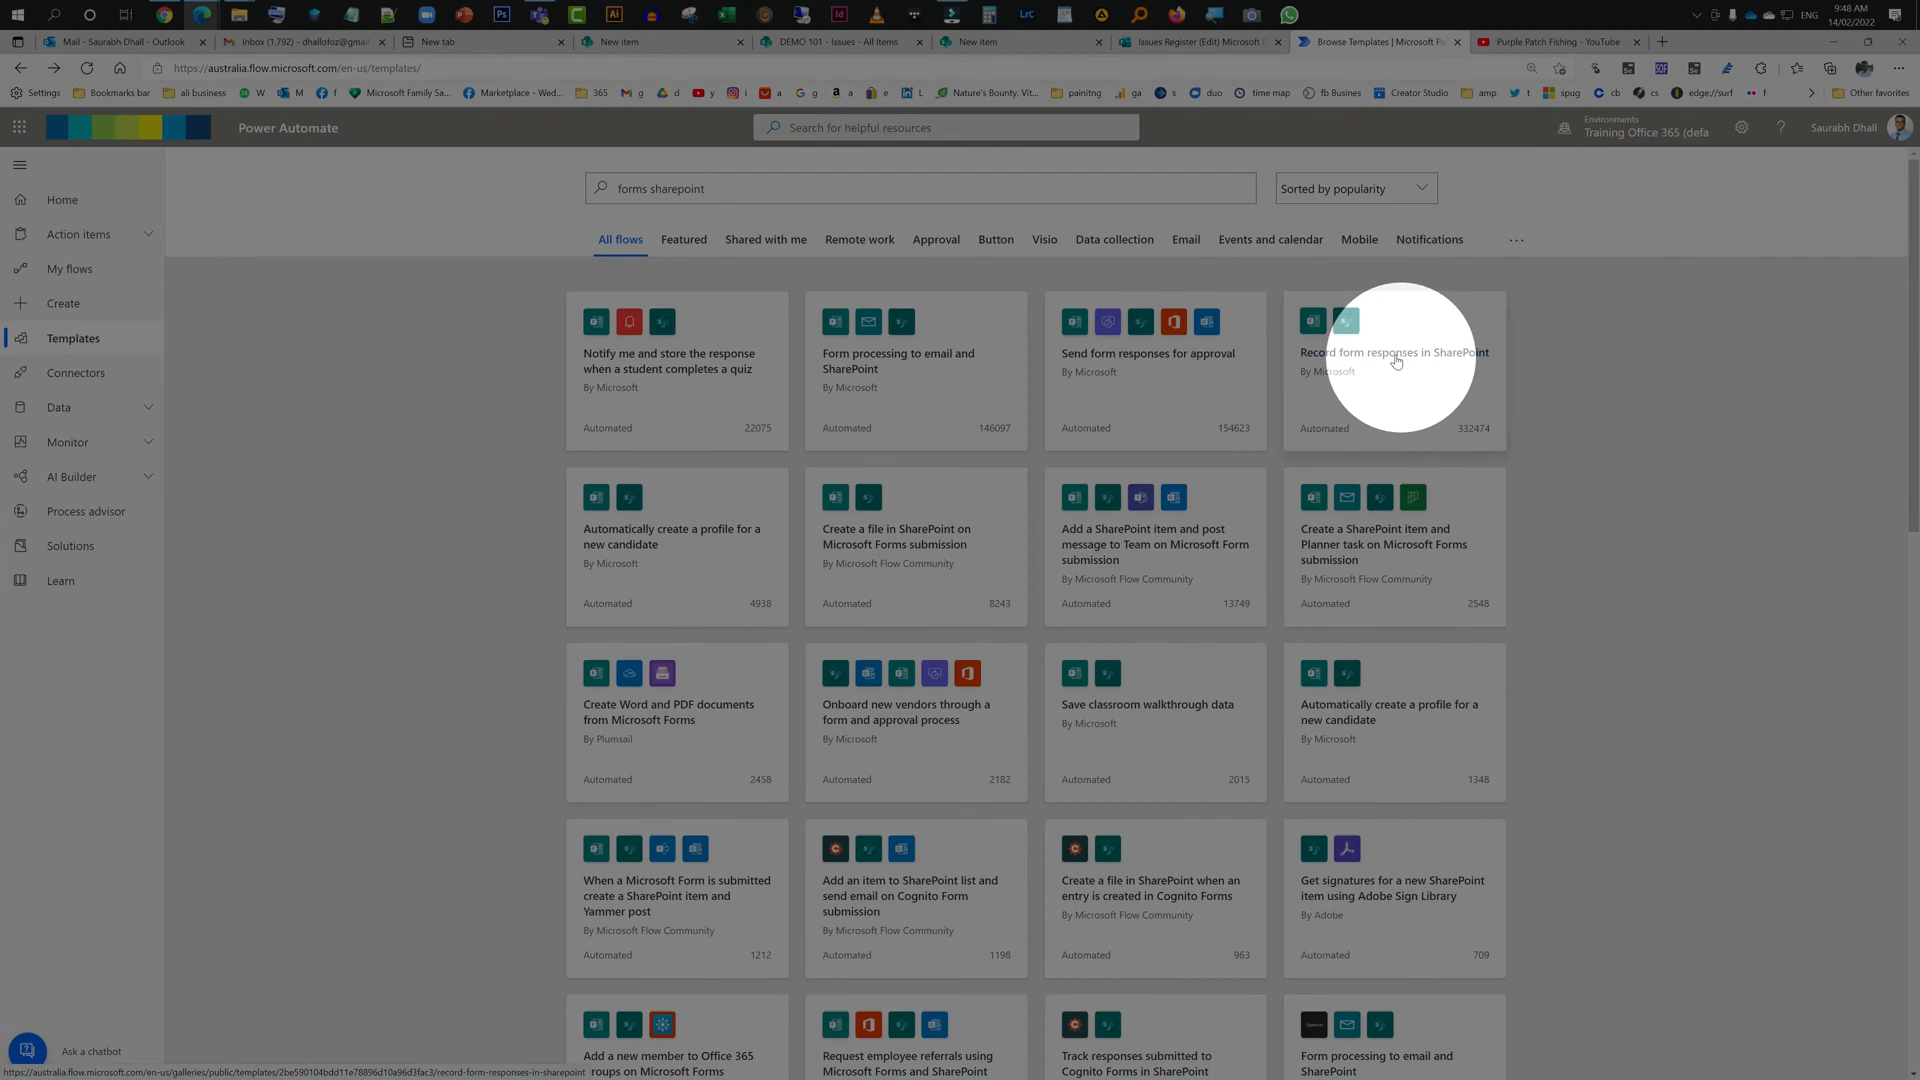 9:48 AM
ENG
14/02/2022
Mail - Saurabh Dhall - Outlook
Inbox (1,792) - dhallofoz@gmail
New tab
New item
DEMO 101 - Issues - All Items
New item
Issues Register (Edit) Microsoft F
Browse Templates | Microsoft Po
Purple Patch Fishing - YouTube
https://australia.flow.microsoft.com/en-us/templates/
Settings
Bookmarks bar
ali business
W
M
f
Microsoft Family Sa...
Marketplace - Wed...
365
g
d
y
i
a
g
a
e
L
Nature's Bounty, Vit...
painitng
ga
s
duo
time map
fb Busines
Creator Studio
amp
t
spug
cb
cs
edge://surf
f
Other favorites
Power Automate
Search for helpful resources
Environments
Training Office 365 (defa
Saurabh Dhall
forms sharepoint
Sorted by popularity
All flows
Featured
Shared with me
Remote work
Approval
Button
Visio
Data collection
Email
Events and calendar
Mobile
Notifications
...
Home
Action items
My flows
Create
Templates
Connectors
Data
Monitor
AI Builder
Process advisor
Solutions
Learn
Notify me and store the response
when a student completes a quiz
By Microsoft
Automated 22075
Form processing to email and
SharePoint
By Microsoft
Automated 146097
Send form responses for approval
By Microsoft
Automated 154623
Record form responses in SharePoint
By Microsoft
Automated 332474
Automatically create a profile for a
new candidate
By Microsoft
Automated 4938
Create a file in SharePoint on
Microsoft Forms submission
By Microsoft Flow Community
Automated 8243
Add a SharePoint item and post
message to Team on Microsoft Form
submission
By Microsoft Flow Community
Automated 13749
Create a SharePoint item and
Planner task on Microsoft Forms
submission
By Microsoft Flow Community
Automated 2548
Create Word and PDF documents
from Microsoft Forms
By Plumsail
Automated 2458
Onboard new vendors through a
form and approval process
By Microsoft
Automated 2182
Save classroom walkthrough data
By Microsoft
Automated 2015
Automatically create a profile for a
new candidate
By Microsoft
Automated 1348
When a Microsoft Form is submitted
create a SharePoint item and
Yammer post
By Microsoft Flow Community
Automated 1212
Add an item to SharePoint list and
send email on Cognito Form
submission
By Microsoft Flow Community
Automated 1198
Create a file in SharePoint when an
entry is created in Cognito Forms
By Microsoft Flow Community
Automated 963
Get signatures for a new SharePoint
item using Adobe Sign Library
By Adobe
Automated 709
Add a new member to Office 365
groups on Microsoft Forms
Request employee referrals using
Microsoft Forms and SharePoint
Track responses submitted to
Cognito Forms in SharePoint
Form processing to email and
SharePoint
Ask a chatbot
https://australia.flow.microsoft.com/en-us/galleries/public/templates/2be590104bdd11e78896d10a96d3fac3/record-form-responses-in-sharepoint